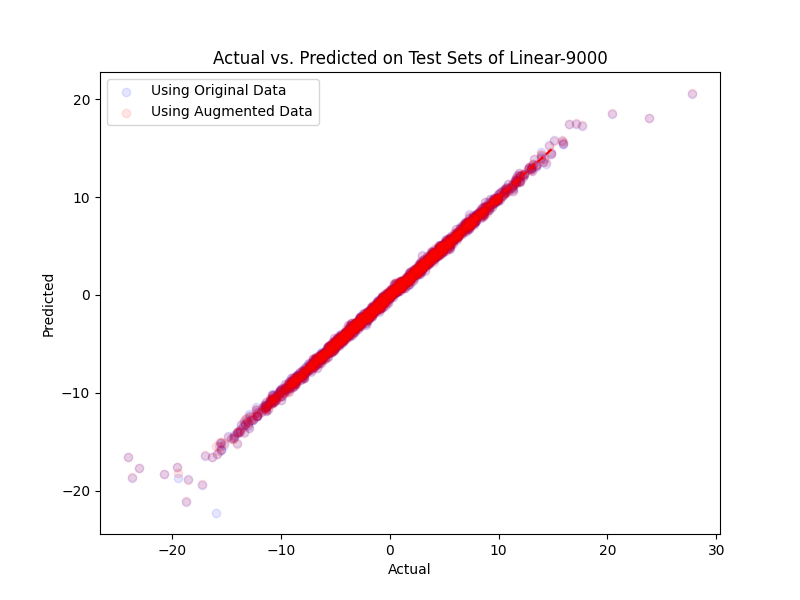 Actual vs. Predicted on Test Sets of Linear-9000
Using Original Data
Using Augmented Data
20
10
0
−10
−20
Predicted
−20
−10
0
10
20
30
Actual